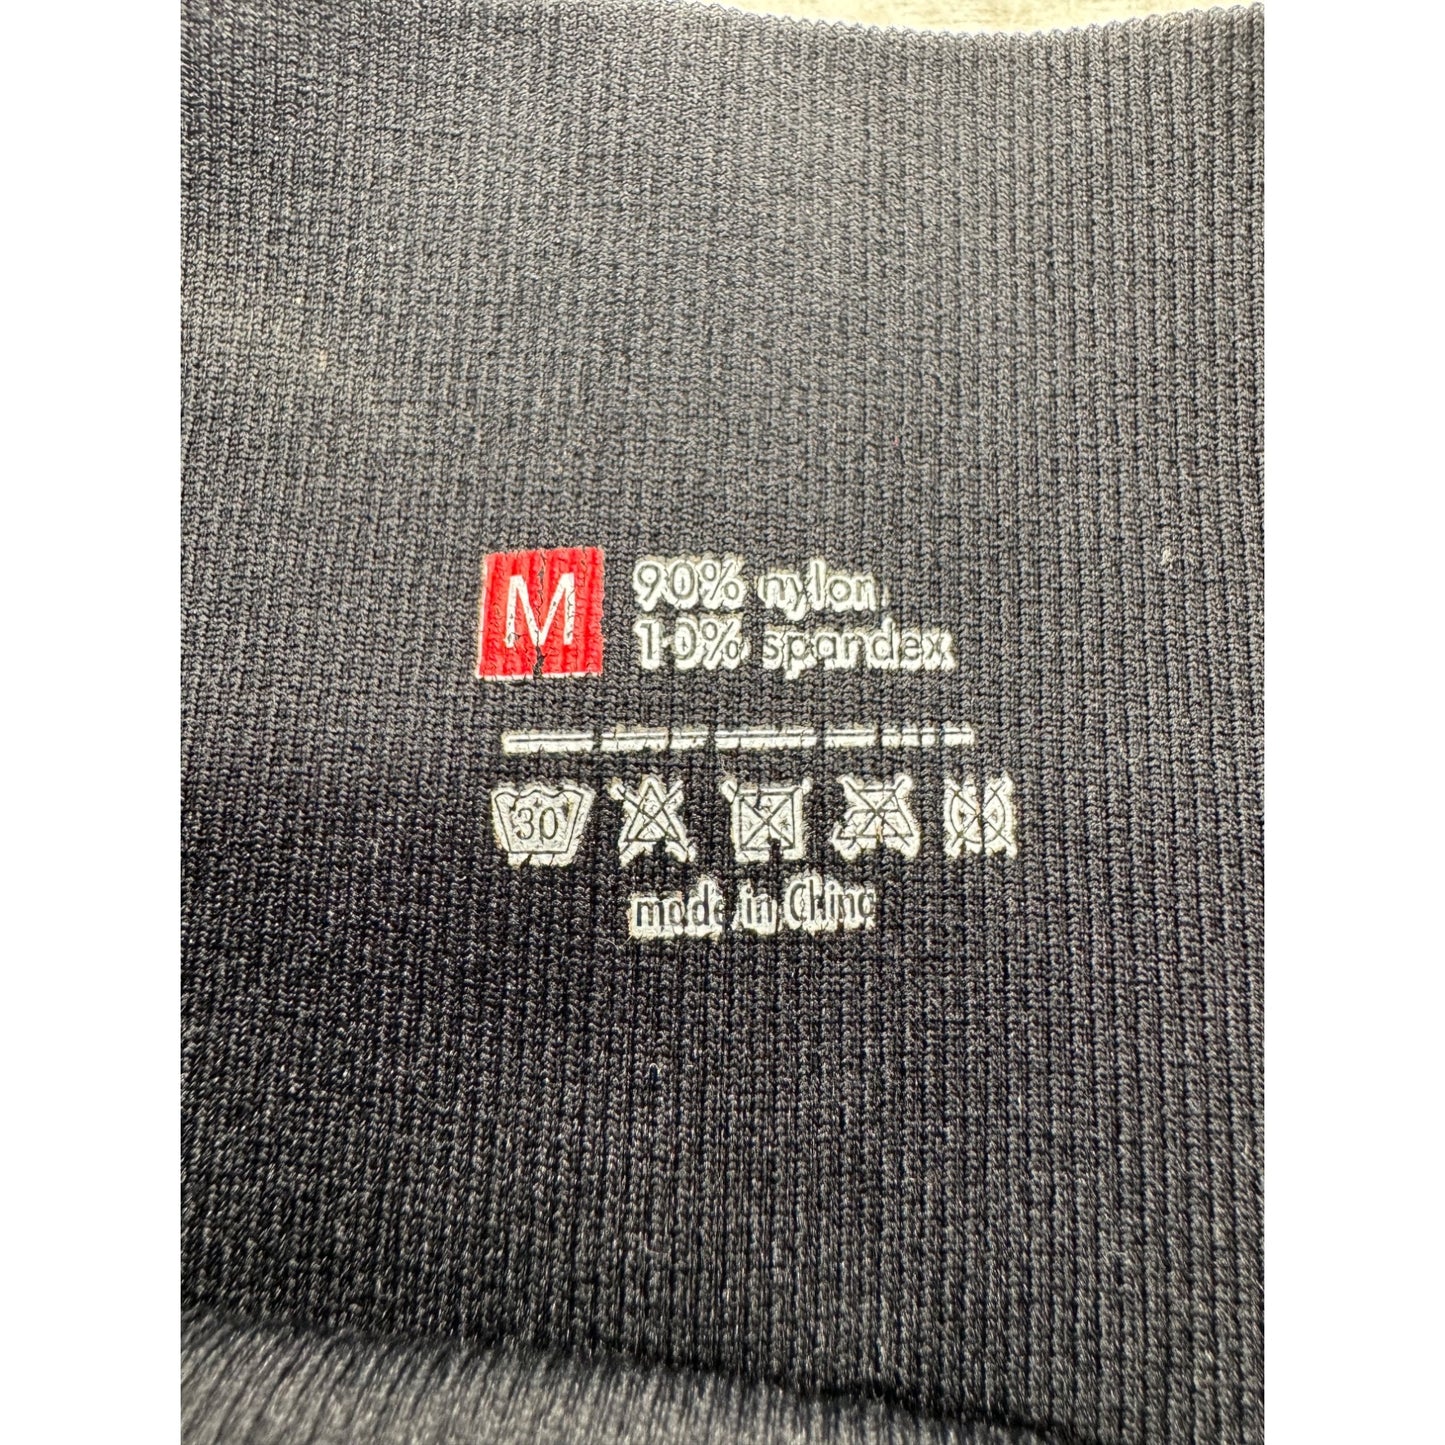 M
90% nylon
10% spandex
30
made in China